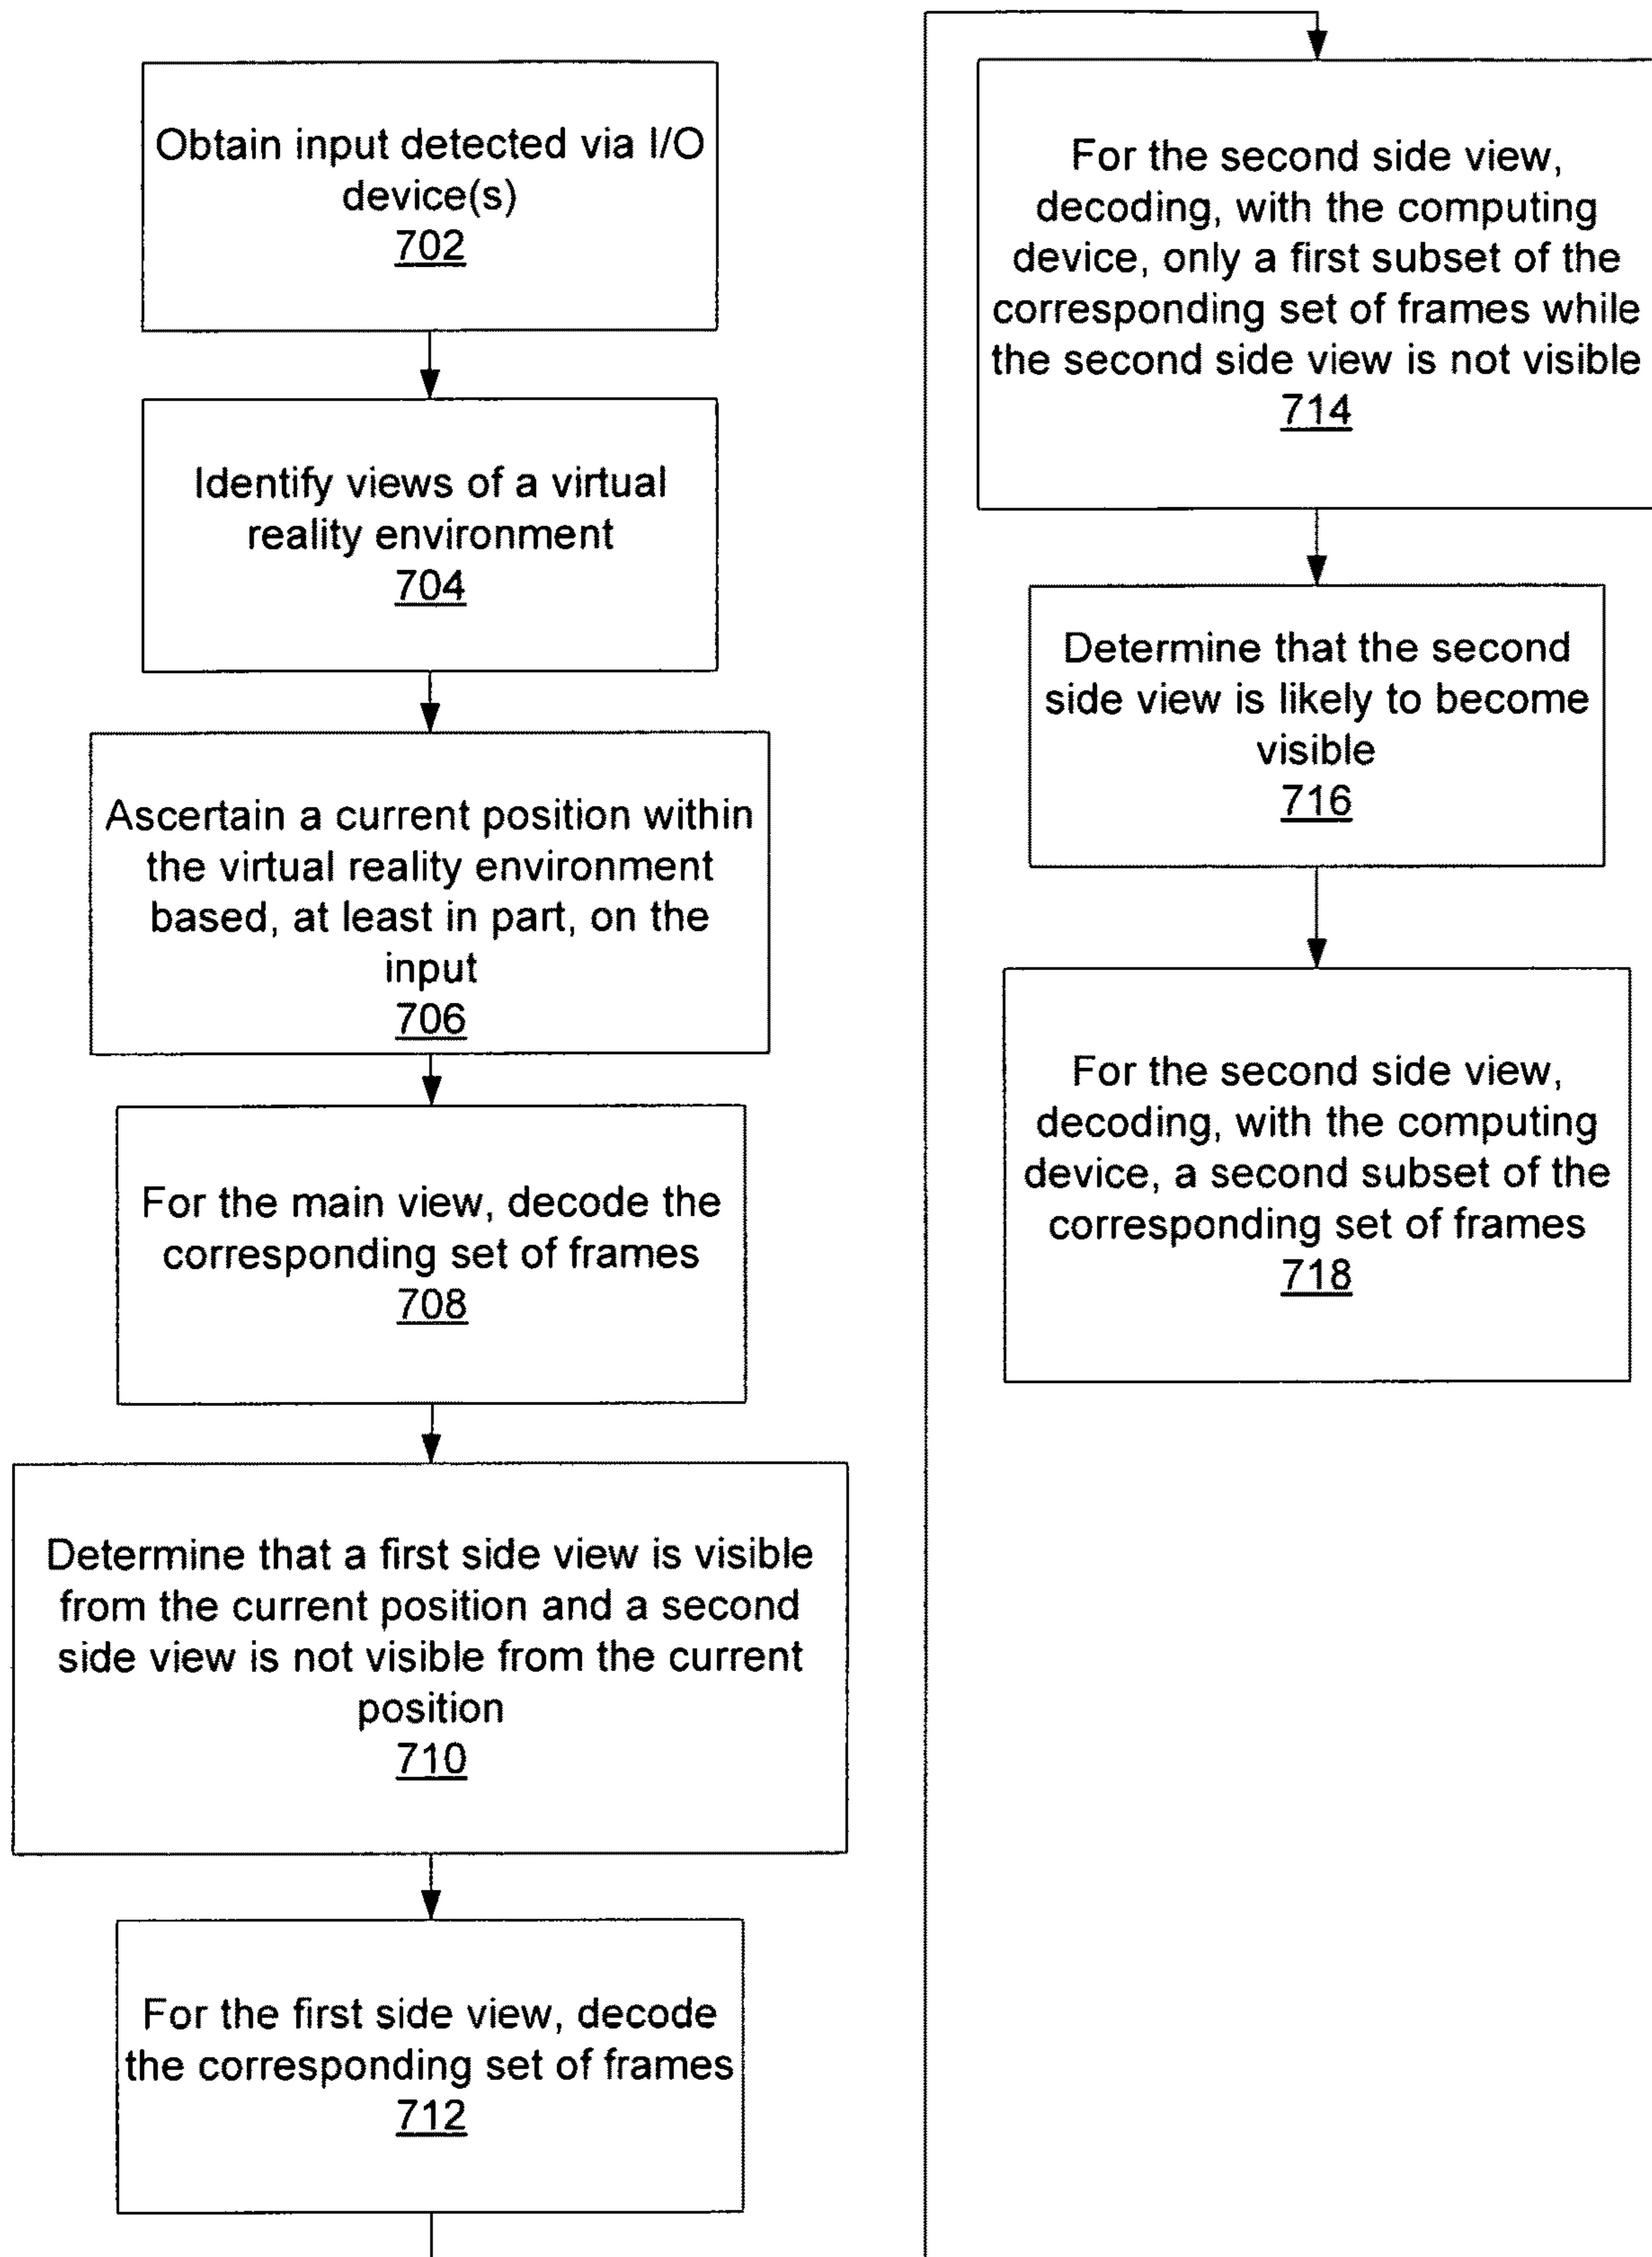 Obtain input detected via I/O
device(s)
702
Identify views of a virtual
reality environment
704
Ascertain a current position within
the virtual reality environment
based, at least in part, on the
input
706
For the main view, decode the
corresponding set of frames
708
Determine that a first side view is visible
from the current position and a second
side view is not visible from the current
position
710
For the first side view, decode
the corresponding set of frames
712
For the second side view,
decoding, with the computing
device, only a first subset of the
corresponding set of frames while
the second side view is not visible
714
Determine that the second
side view is likely to become
visible
716
For the second side view,
decoding, with the computing
device, a second subset of the
corresponding set of frames
718